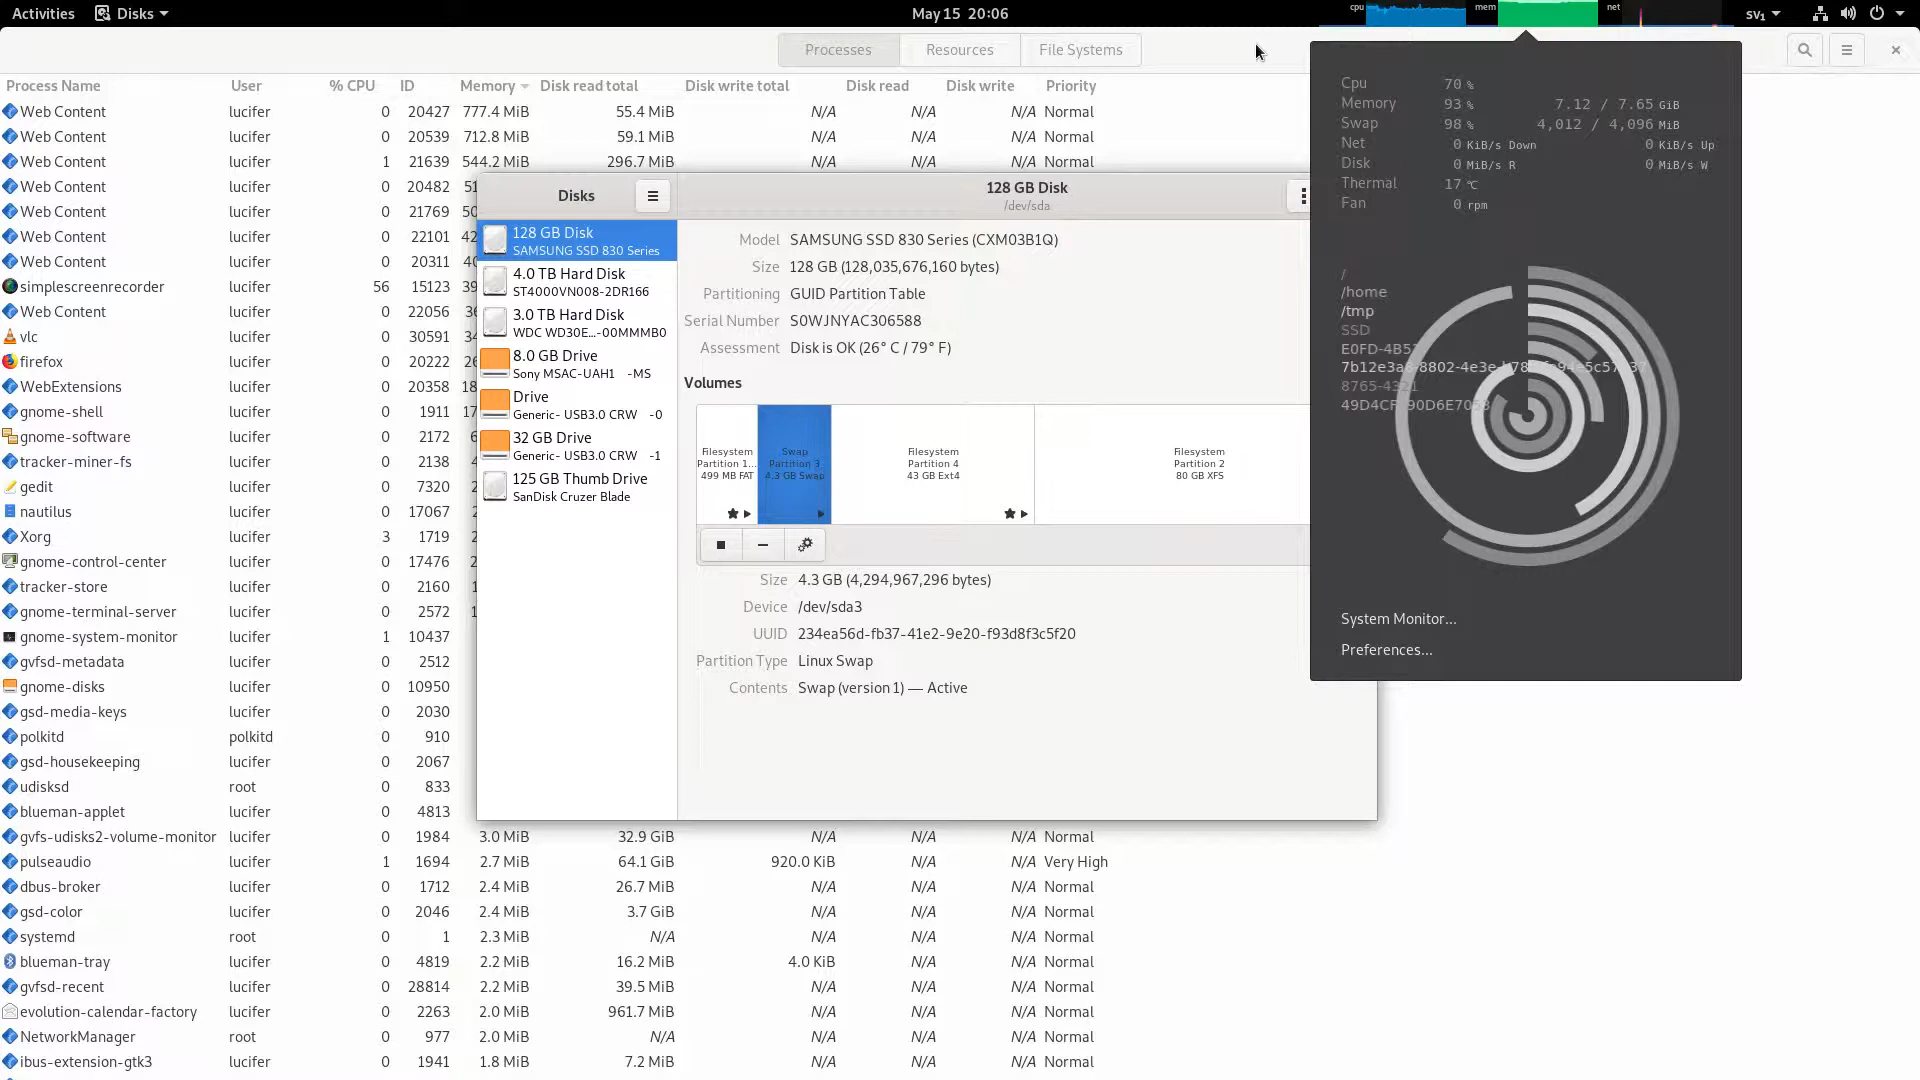 Activities Disks May 15 20:06 cpu mem net sv₁
Processes Resources File Systems
Process Name User % CPU ID Memory Disk read total Disk write total Disk read Disk write Priority
Web Content lucifer 0 20427 777.4 MiB 55.4 MiB N/A N/A N/A Normal
Web Content lucifer 0 20539 712.8 MiB 59.1 MiB N/A N/A N/A Normal
Web Content lucifer 1 21639 544.2 MiB 296.7 MiB N/A N/A N/A Normal
Web Content lucifer 0 20482
Web Content lucifer 0 21769
Web Content lucifer 0 22101
Web Content lucifer 0 20311
simplescreenrecorder lucifer 56 15123
Web Content lucifer 0 22056
vlc lucifer 0 30591
firefox lucifer 0 20222
WebExtensions lucifer 0 20358
gnome-shell lucifer 0 1911
gnome-software lucifer 0 2172
tracker-miner-fs lucifer 0 2138
gedit lucifer 0 7320
nautilus lucifer 0 17067
Xorg lucifer 3 1719
gnome-control-center lucifer 0 17476
tracker-store lucifer 0 2160
gnome-terminal-server lucifer 0 2572
gnome-system-monitor lucifer 1 10437
gvfsd-metadata lucifer 0 2512
gnome-disks lucifer 0 10950
gsd-media-keys lucifer 0 2030
polkitd polkitd 0 910
gsd-housekeeping lucifer 0 2067
udisksd root 0 833
blueman-applet lucifer 0 4813
gvfs-udisks2-volume-monitor lucifer 0 1984 3.0 MiB 32.9 GiB N/A N/A N/A Normal
pulseaudio lucifer 1 1694 2.7 MiB 64.1 GiB 920.0 KiB N/A N/A Very High
dbus-broker lucifer 0 1712 2.4 MiB 26.7 MiB N/A N/A N/A Normal
gsd-color lucifer 0 2046 2.4 MiB 3.7 GiB N/A N/A N/A Normal
systemd root 0 1 2.3 MiB N/A N/A N/A N/A Normal
blueman-tray lucifer 0 4819 2.2 MiB 16.2 MiB 4.0 KiB N/A N/A Normal
gvfsd-recent lucifer 0 28814 2.2 MiB 39.5 MiB N/A N/A N/A Normal
evolution-calendar-factory lucifer 0 2263 2.0 MiB 961.7 MiB N/A N/A N/A Normal
NetworkManager root 0 977 2.0 MiB N/A N/A N/A N/A Normal
ibus-extension-gtk3 lucifer 0 1941 1.8 MiB 7.2 MiB N/A N/A N/A Normal
Disks
128 GB Disk
/dev/sda
128 GB Disk
SAMSUNG SSD 830 Series
4.0 TB Hard Disk
ST4000VN008-2DR166
3.0 TB Hard Disk
WDC WD30E...-00MMMB0
8.0 GB Drive
Sony MSAC-UAH1 -MS
Drive
Generic- USB3.0 CRW -0
32 GB Drive
Generic- USB3.0 CRW -1
125 GB Thumb Drive
SanDisk Cruzer Blade
Model SAMSUNG SSD 830 Series (CXM03B1Q)
Size 128 GB (128,035,676,160 bytes)
Partitioning GUID Partition Table
Serial Number S0WJNYAC306588
Assessment Disk is OK (26° C / 79° F)
Volumes
Filesystem
Partition 1...
499 MB FAT
Swap
Partition 3
4.3 GB Swap
Filesystem
Partition 4
43 GB Ext4
Filesystem
Partition 2
80 GB XFS
Size 4.3 GB (4,294,967,296 bytes)
Device /dev/sda3
UUID 234ea56d-fb37-41e2-9e20-f93d8f3c5f20
Partition Type Linux Swap
Contents Swap (version 1) — Active
Cpu 70 %
Memory 93 % 7.12 / 7.65 GiB
Swap 98 % 4,012 / 4,096 MiB
Net 0 KiB/s Down 0 KiB/s Up
Disk 0 MiB/s R 0 MiB/s W
Thermal 17 ℃
Fan 0 rpm
/
/home
/tmp
SSD
8765-4321
System Monitor...
Preferences...